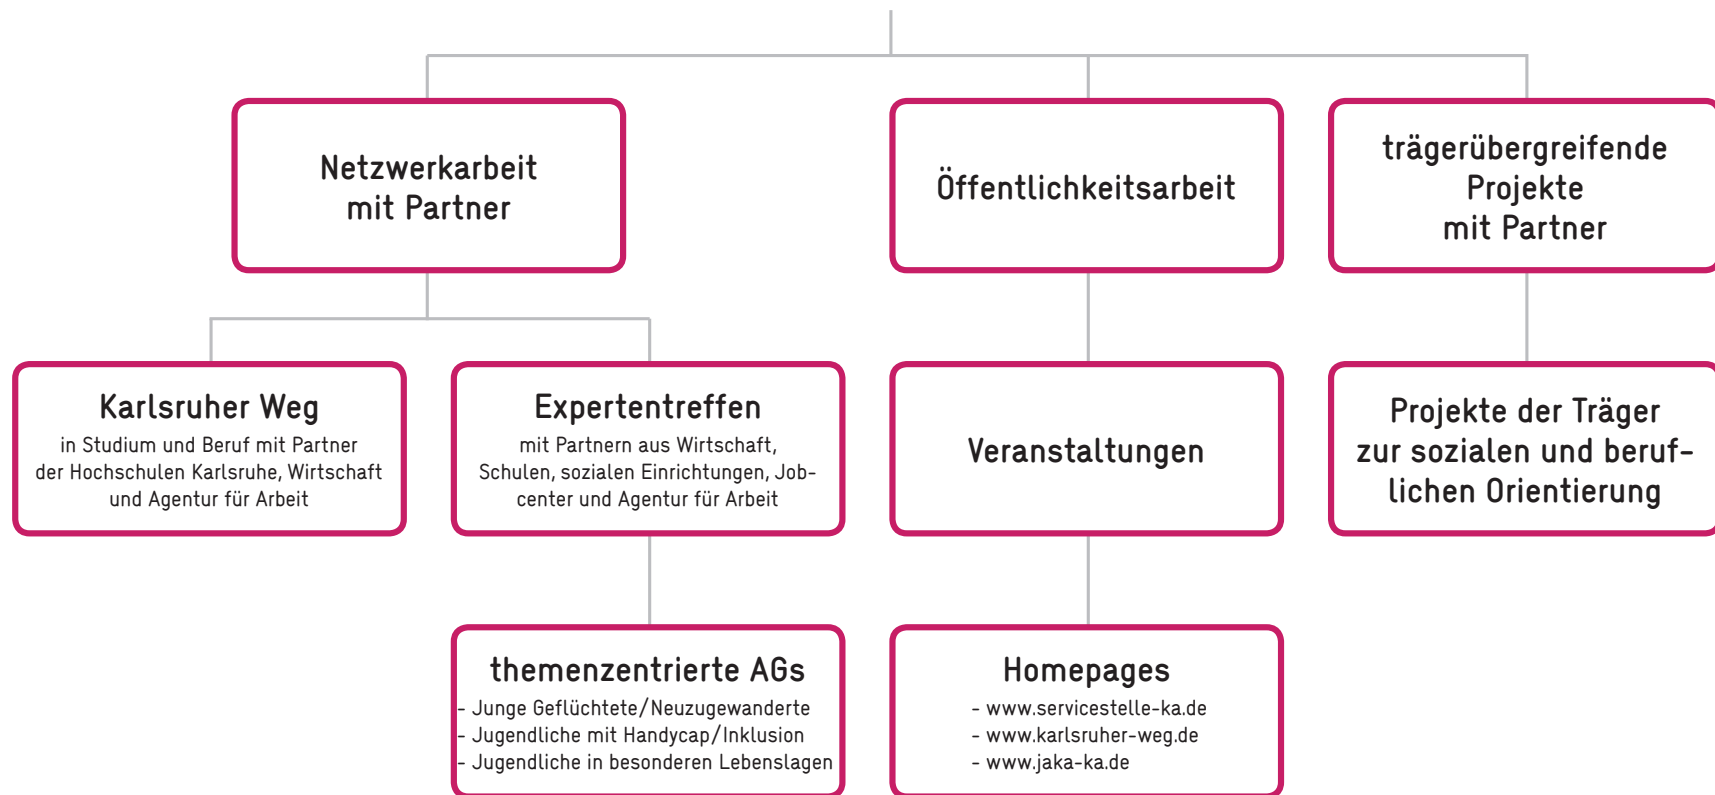 Netzwerkarbeit
mit Partner
Öffentlichkeitsarbeit
trägerübergreifende
Projekte
mit Partner
Karlsruher Weg
in Studium und Beruf mit Partner
der Hochschulen Karlsruhe, Wirtschaft
und Agentur für Arbeit
Expertentreffen
mit Partnern aus Wirtschaft,
Schulen, sozialen Einrichtungen, Job-
center und Agentur für Arbeit
Veranstaltungen
Projekte der Träger
zur sozialen und beruf-
lichen Orientierung
themenzentrierte AGs
- Junge Geflüchtete/Neuzugewanderte
- Jugendliche mit Handycap/Inklusion
- Jugendliche in besonderen Lebenslagen
Homepages
- www.servicestelle-ka.de
- www.karlsruher-weg.de
- www.jaka-ka.de